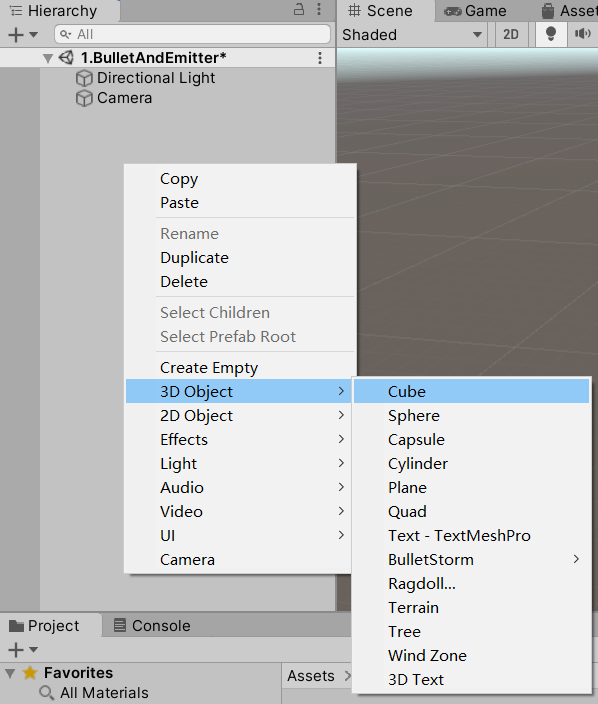 Hierarchy
Scene
Game
Asset
All
Shaded
2D
1.BulletAndEmitter*
Directional Light
Camera
Copy
Paste
Rename
Duplicate
Delete
Select Children
Select Prefab Root
Create Empty
3D Object
2D Object
Effects
Light
Audio
Video
UI
Camera
Cube
Sphere
Capsule
Cylinder
Plane
Quad
Text - TextMeshPro
BulletStorm
Ragdoll...
Terrain
Tree
Wind Zone
3D Text
Project
Console
Favorites
All Materials
Assets